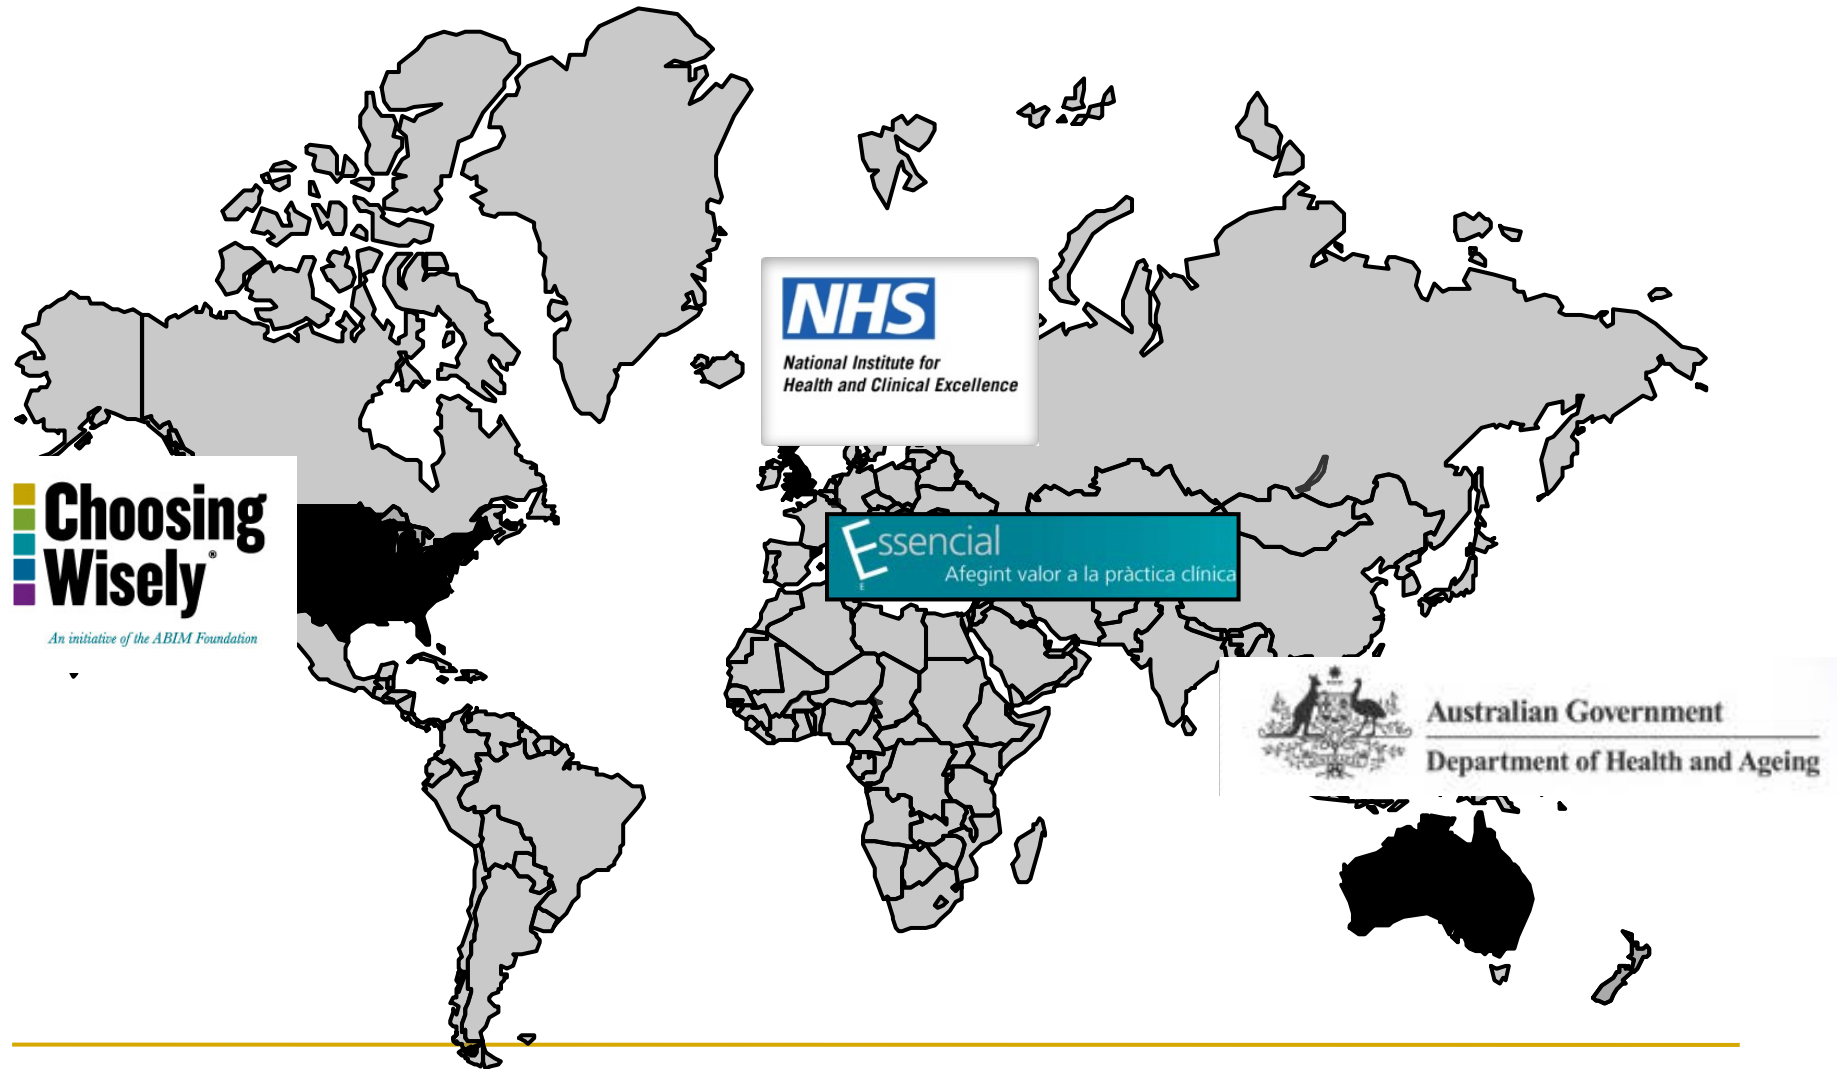 NHS
National Institute for
Health and Clinical Excellence
Choosing
Wisely®
An initiative of the ABIM Foundation
Essencial
Afegint valor a la pràctica clínica
Australian Government
Department of Health and Ageing